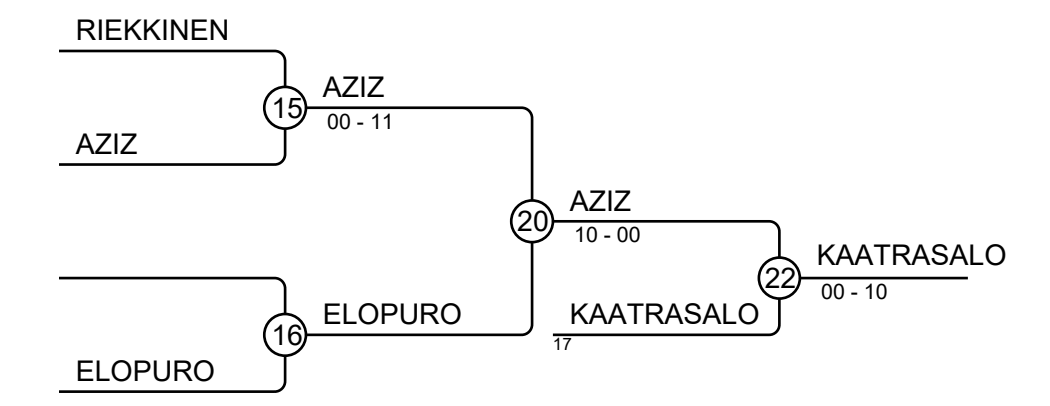 RIEKKINEN
15
AZIZ
00 - 11
AZIZ
20
AZIZ
10 - 00
22
KAATRASALO
00 - 10
16
ELOPURO
KAATRASALO
17
ELOPURO